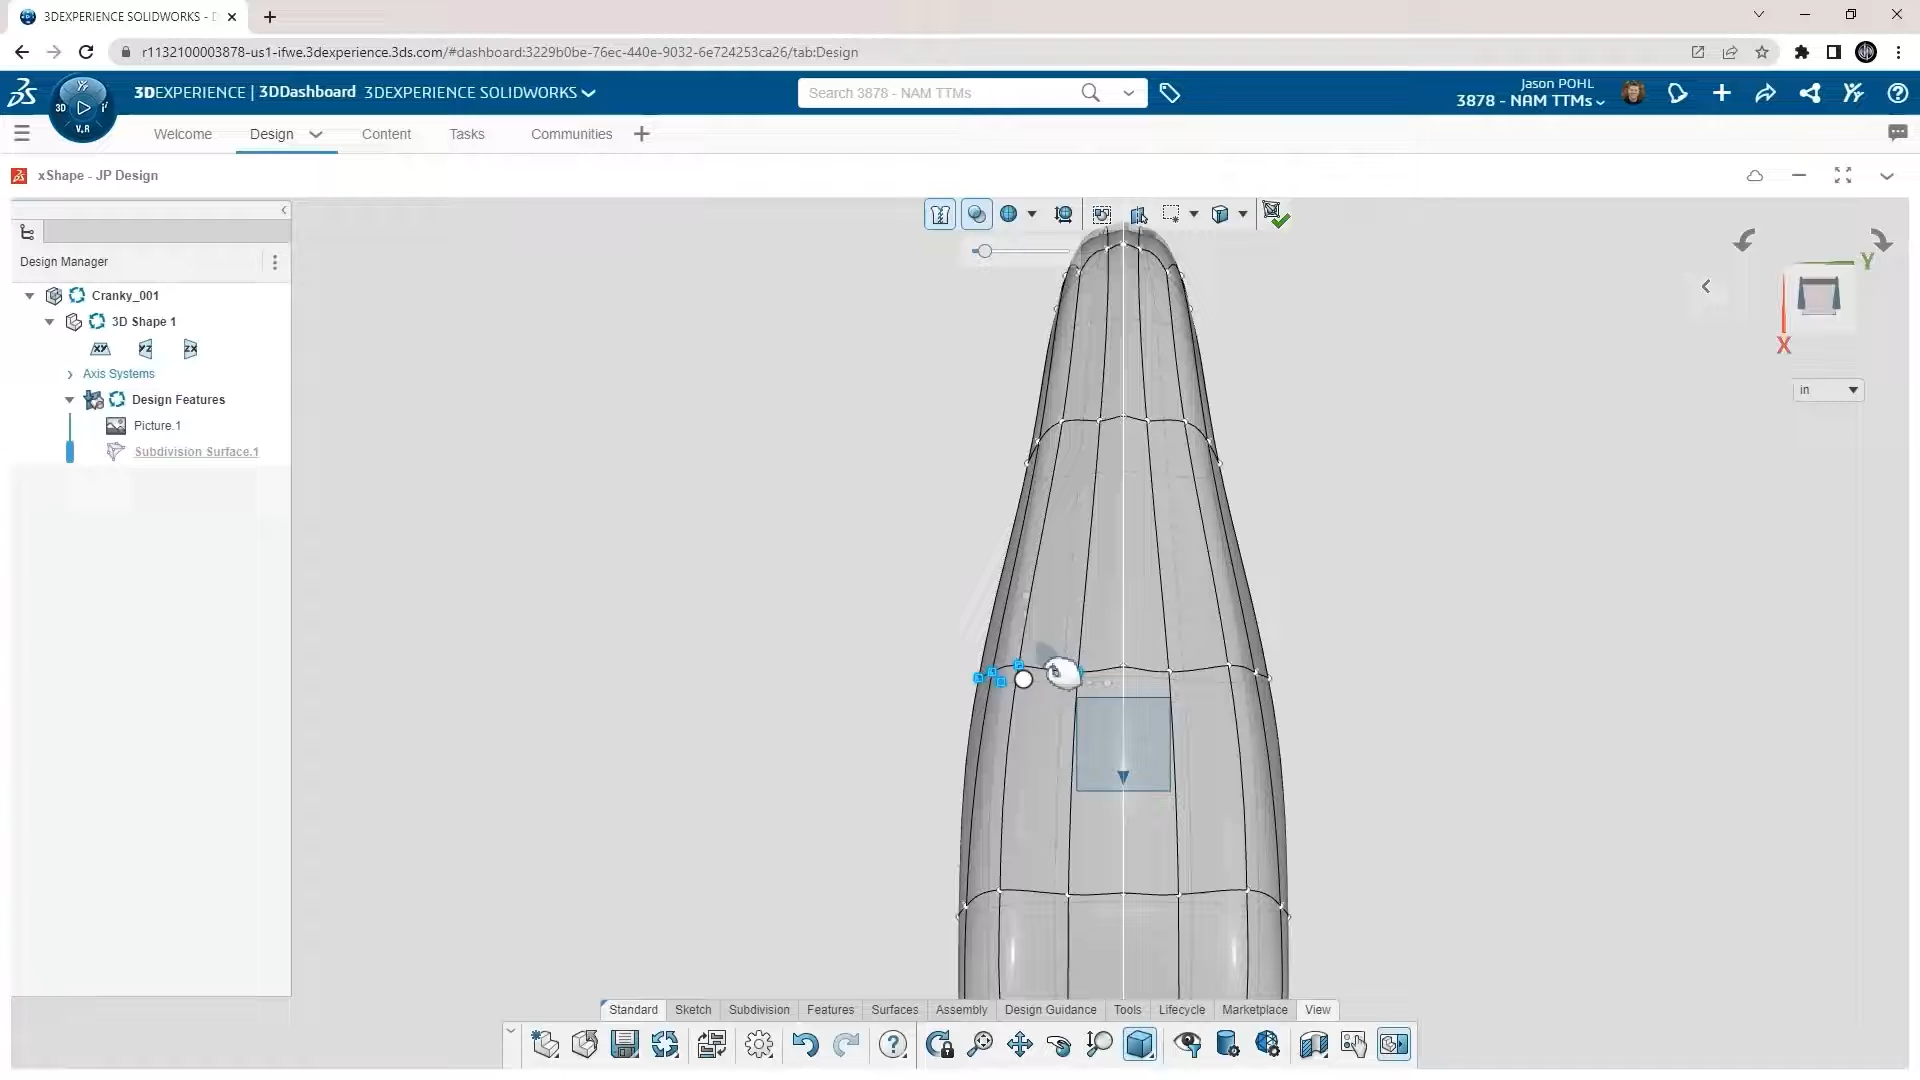 3DEXPERIENCE SOLIDWORKS - D
r1132100003878-us1-ifwe.3dexperience.3ds.com/#dashboard:3229b0be-76ec-440e-9032-6e724253ca26/tab:Design
3D
V.R
3DEXPERIENCE | 3DDashboard 3DEXPERIENCE SOLIDWORKS
Search 3878 - NAM TTMs
Jason POHL
3878 - NAM TTMs
Welcome Design Content Tasks Communities
xShape - JP Design
Design Manager
Cranky_001
3D Shape 1
XY YZ ZX
Axis Systems
Design Features
Picture.1
Subdivision Surface.1
Y
X
in
Standard Sketch Subdivision Features Surfaces Assembly Design Guidance Tools Lifecycle Marketplace View